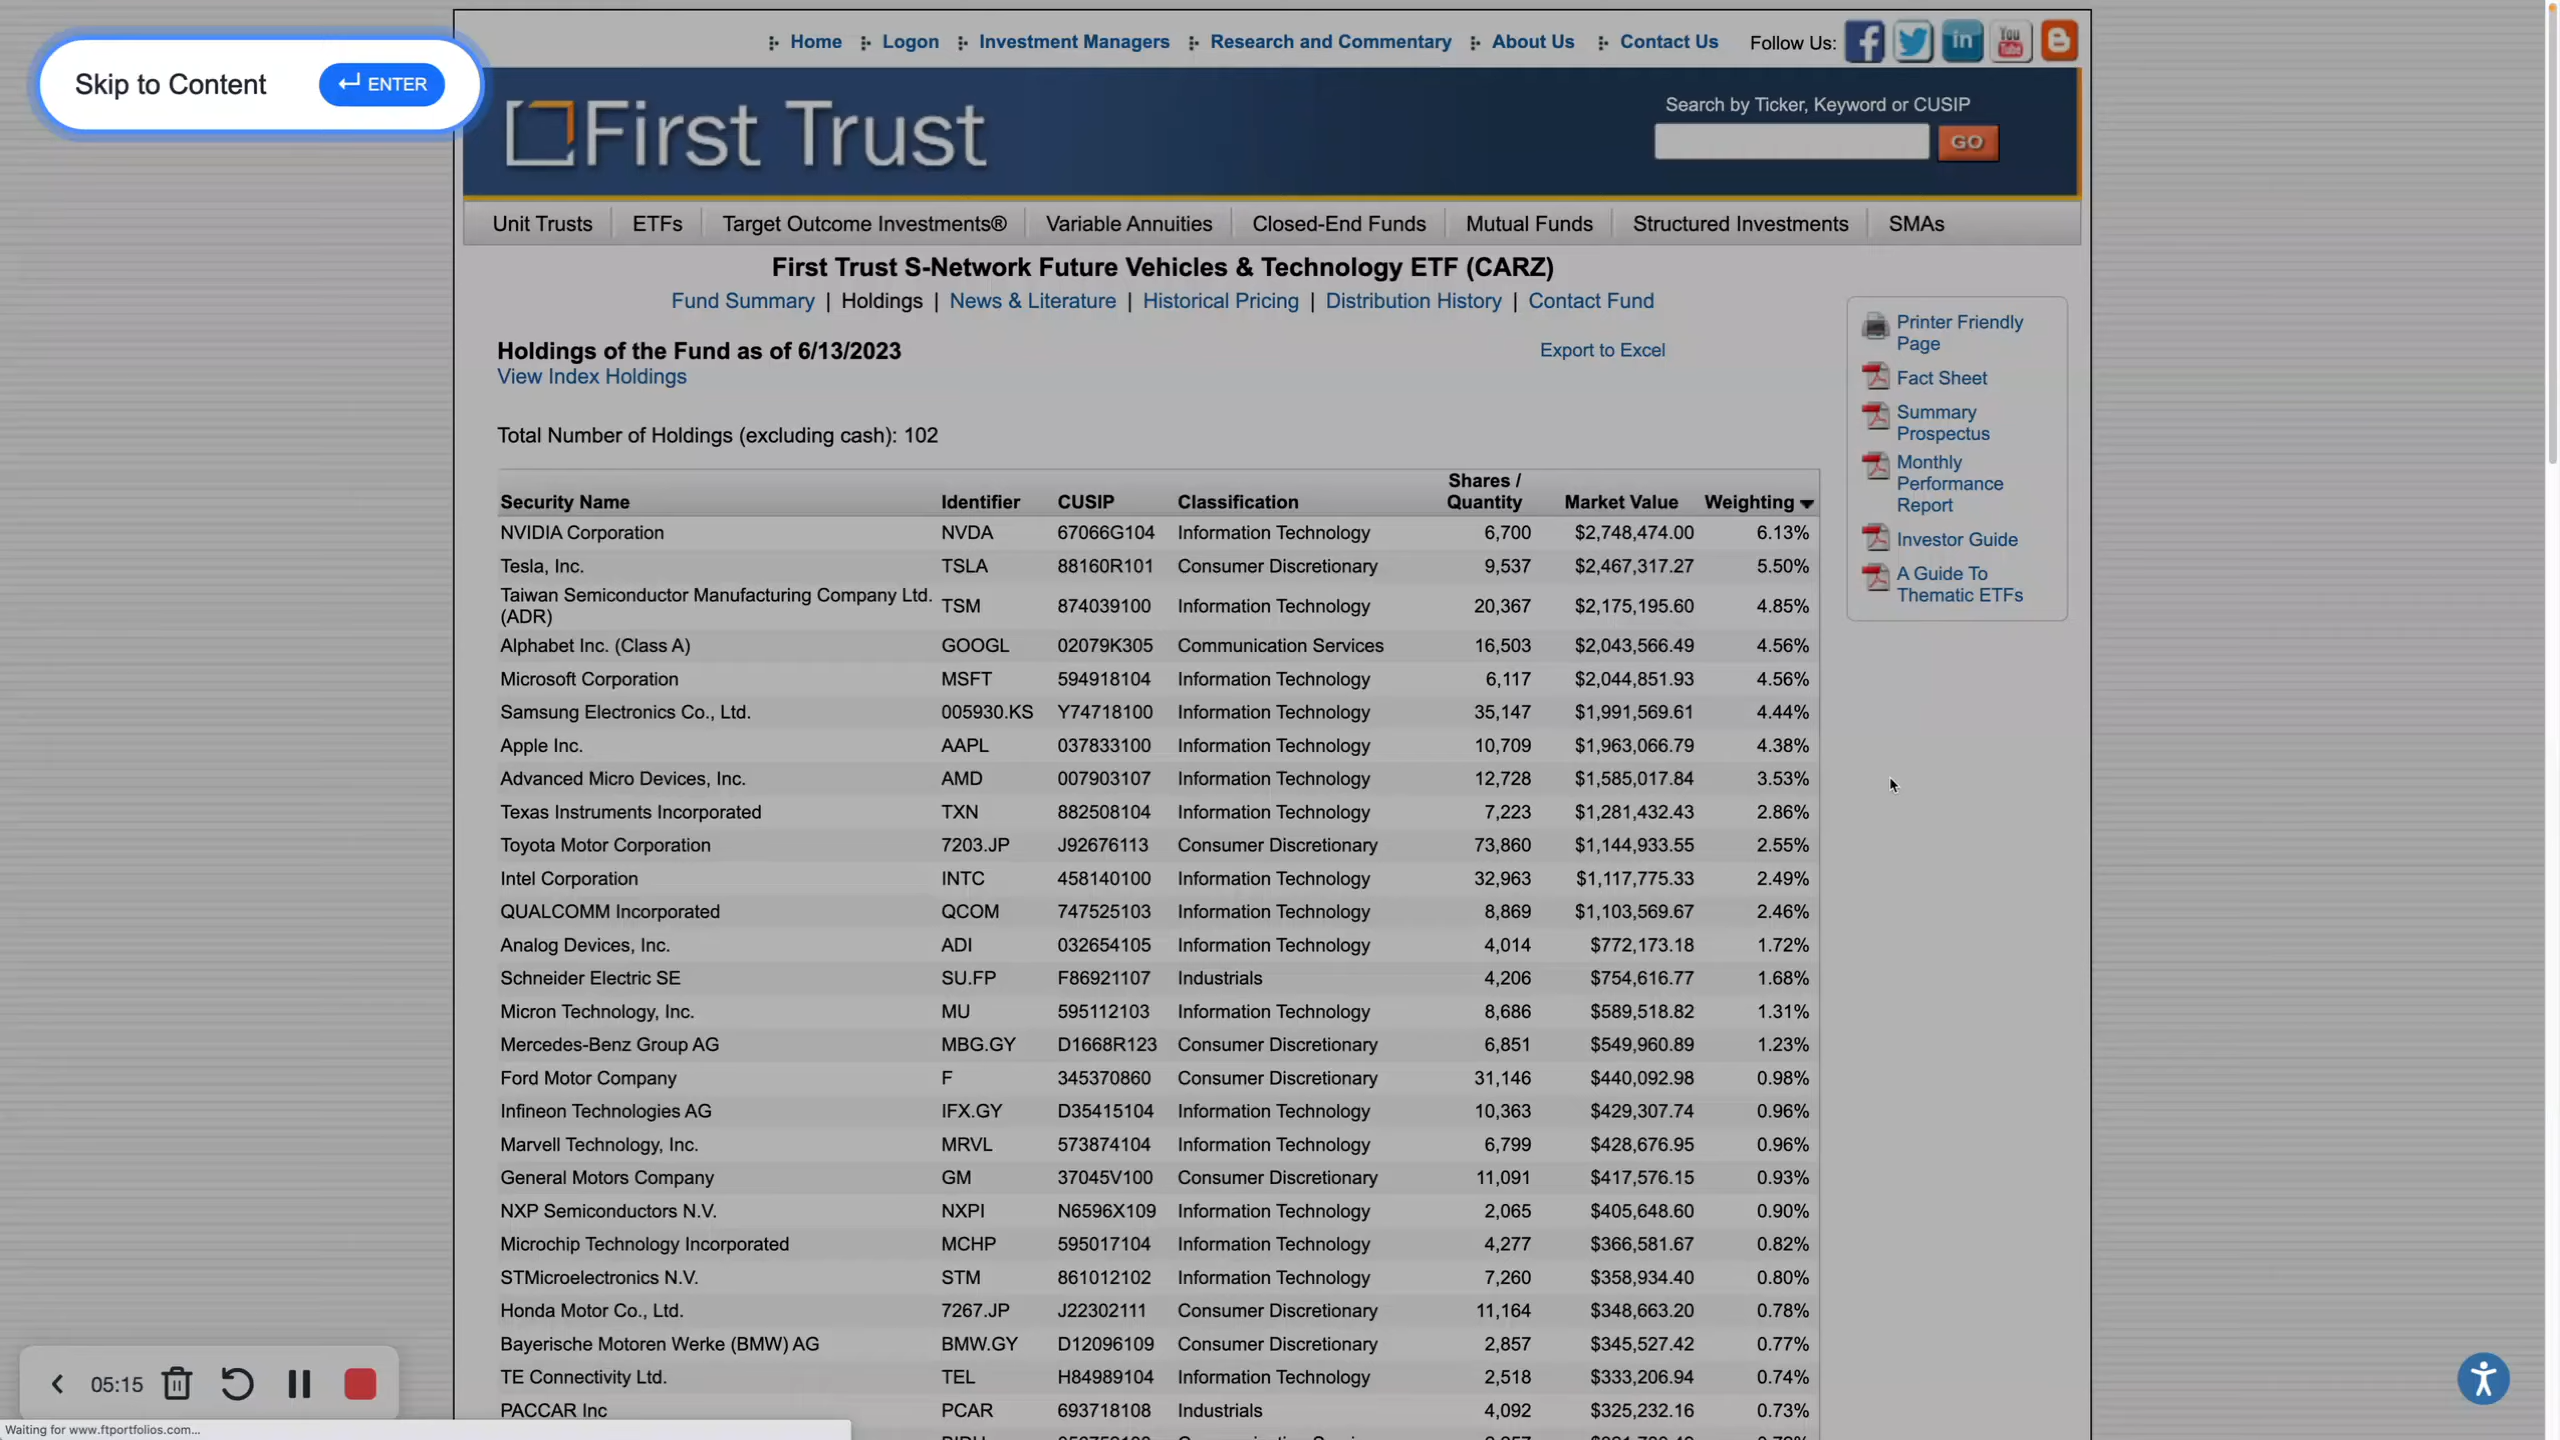 Home Logon Investment Managers Research and Commentary About Us Contact Us Follow Us:
Skip to Content ENTER
First Trust
Search by Ticker, Keyword or CUSIP
GO
Unit Trusts ETFs Target Outcome Investments® Variable Annuities Closed-End Funds Mutual Funds Structured Investments SMAs
First Trust S-Network Future Vehicles & Technology ETF (CARZ)
Fund Summary | Holdings | News & Literature | Historical Pricing | Distribution History | Contact Fund
Holdings of the Fund as of 6/13/2023
Export to Excel
View Index Holdings
Total Number of Holdings (excluding cash): 102
Printer Friendly
Page
Fact Sheet
Summary
Prospectus
Monthly
Performance
Report
Investor Guide
A Guide To
Thematic ETFs
Security Name Identifier CUSIP Classification Shares / Quantity Market Value Weighting
NVIDIA Corporation NVDA 67066G104 Information Technology 6,700 $2,748,474.00 6.13%
Tesla, Inc. TSLA 88160R101 Consumer Discretionary 9,537 $2,467,317.27 5.50%
Taiwan Semiconductor Manufacturing Company Ltd.
(ADR) TSM 874039100 Information Technology 20,367 $2,175,195.60 4.85%
Alphabet Inc. (Class A) GOOGL 02079K305 Communication Services 16,503 $2,043,566.49 4.56%
Microsoft Corporation MSFT 594918104 Information Technology 6,117 $2,044,851.93 4.56%
Samsung Electronics Co., Ltd. 005930.KS Y74718100 Information Technology 35,147 $1,991,569.61 4.44%
Apple Inc. AAPL 037833100 Information Technology 10,709 $1,963,066.79 4.38%
Advanced Micro Devices, Inc. AMD 007903107 Information Technology 12,728 $1,585,017.84 3.53%
Texas Instruments Incorporated TXN 882508104 Information Technology 7,223 $1,281,432.43 2.86%
Toyota Motor Corporation 7203.JP J92676113 Consumer Discretionary 73,860 $1,144,933.55 2.55%
Intel Corporation INTC 458140100 Information Technology 32,963 $1,117,775.33 2.49%
QUALCOMM Incorporated QCOM 747525103 Information Technology 8,869 $1,103,569.67 2.46%
Analog Devices, Inc. ADI 032654105 Information Technology 4,014 $772,173.18 1.72%
Schneider Electric SE SU.FP F86921107 Industrials 4,206 $754,616.77 1.68%
Micron Technology, Inc. MU 595112103 Information Technology 8,686 $589,518.82 1.31%
Mercedes-Benz Group AG MBG.GY D1668R123 Consumer Discretionary 6,851 $549,960.89 1.23%
Ford Motor Company F 345370860 Consumer Discretionary 31,146 $440,092.98 0.98%
Infineon Technologies AG IFX.GY D35415104 Information Technology 10,363 $429,307.74 0.96%
Marvell Technology, Inc. MRVL 573874104 Information Technology 6,799 $428,676.95 0.96%
General Motors Company GM 37045V100 Consumer Discretionary 11,091 $417,576.15 0.93%
NXP Semiconductors N.V. NXPI N6596X109 Information Technology 2,065 $405,648.60 0.90%
Microchip Technology Incorporated MCHP 595017104 Information Technology 4,277 $366,581.67 0.82%
STMicroelectronics N.V. STM 861012102 Information Technology 7,260 $358,934.40 0.80%
Honda Motor Co., Ltd. 7267.JP J22302111 Consumer Discretionary 11,164 $348,663.20 0.78%
Bayerische Motoren Werke (BMW) AG BMW.GY D12096109 Consumer Discretionary 2,857 $345,527.42 0.77%
TE Connectivity Ltd. TEL H84989104 Information Technology 2,518 $333,206.94 0.74%
PACCAR Inc PCAR 693718108 Industrials 4,092 $325,232.16 0.73%
05:15
Waiting for www.ftportfolios.com...